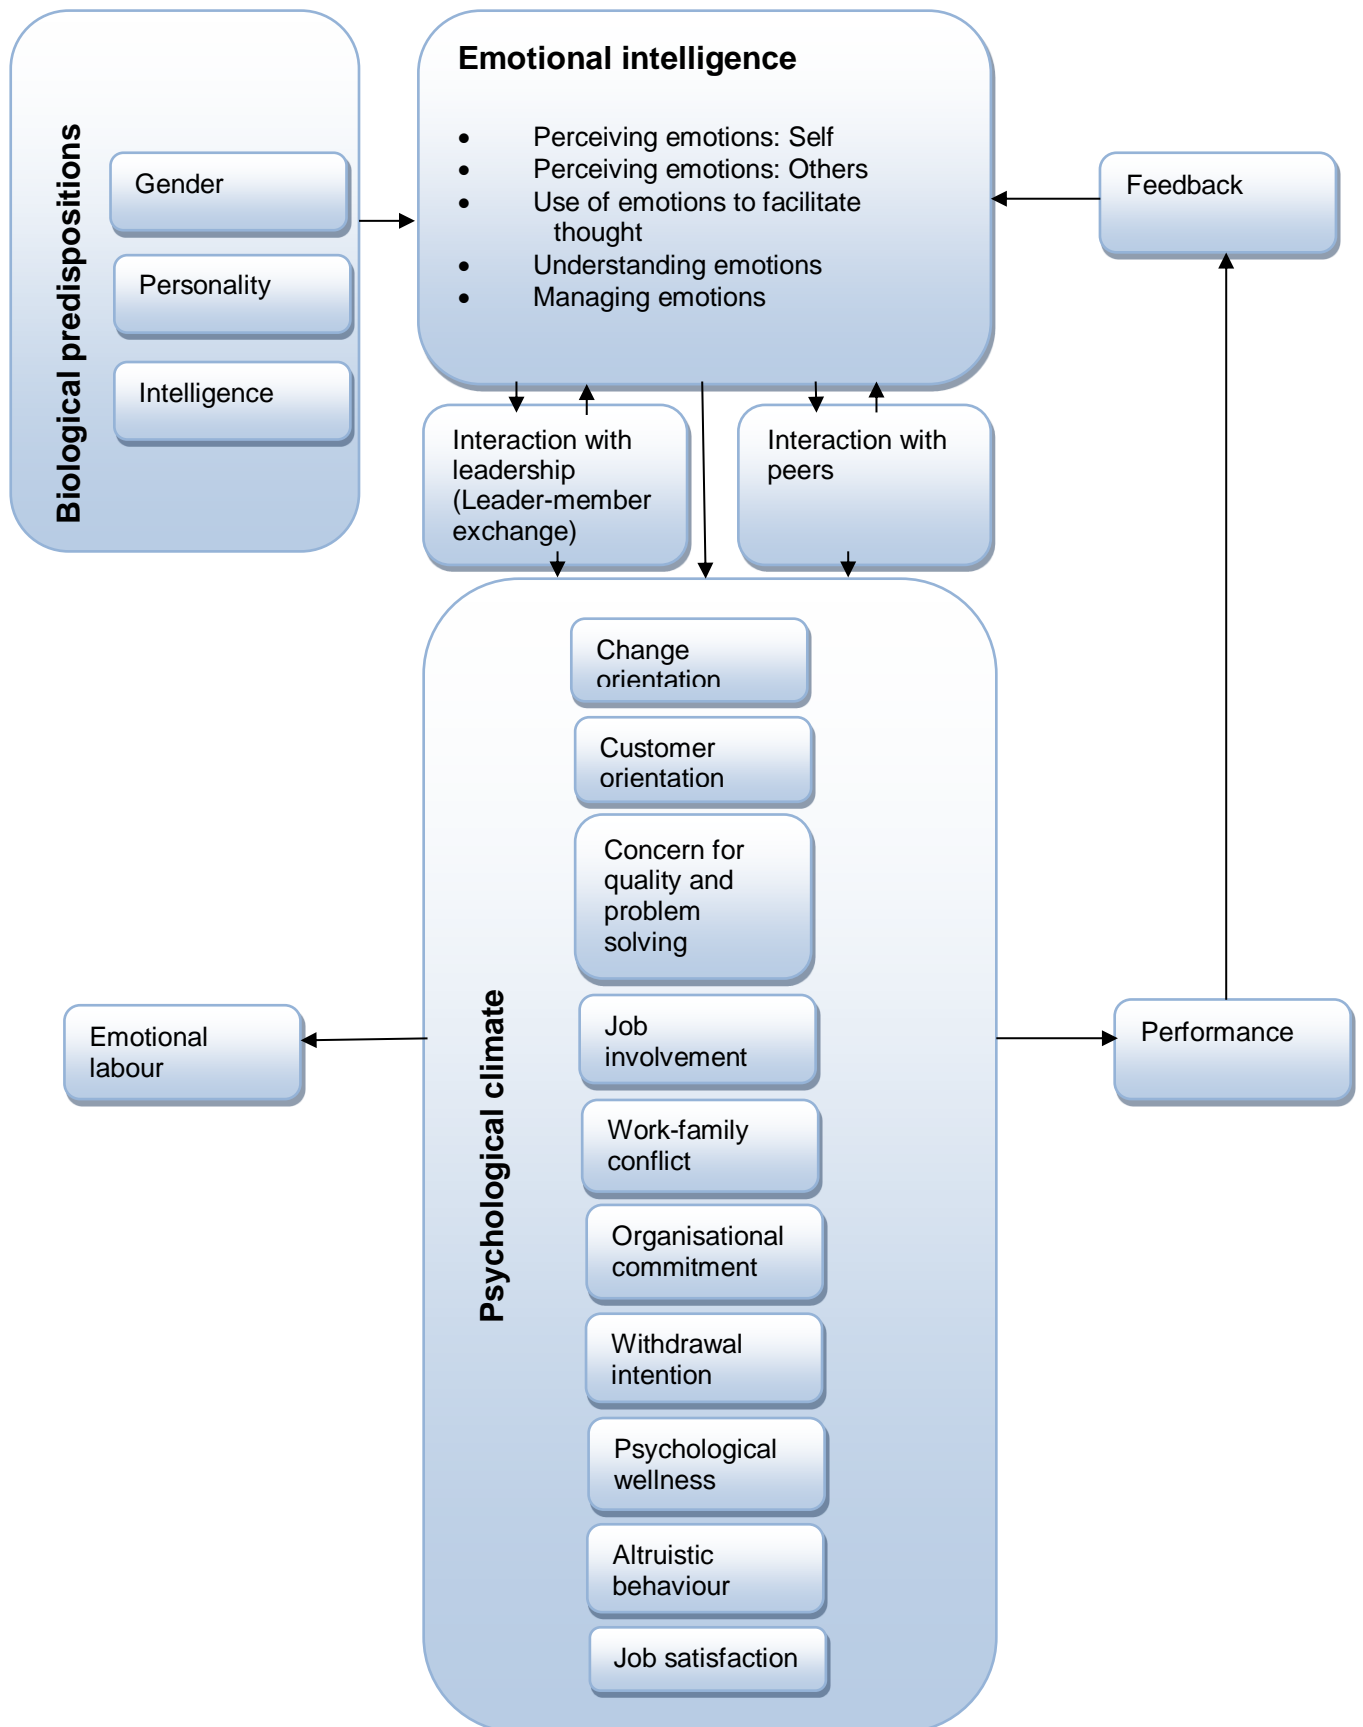 Biological predispositions
Gender
Personality
Intelligence
Emotional intelligence
• Perceiving emotions: Self
• Perceiving emotions: Others
• Use of emotions to facilitate
thought
• Understanding emotions
• Managing emotions
Feedback
Interaction with
leadership
(Leader-member
exchange)
Interaction with
peers
Psychological climate
Change
orientation
Customer
orientation
Concern for
quality and
problem
solving
Job
involvement
Work-family
conflict
Organisational
commitment
Withdrawal
intention
Psychological
wellness
Altruistic
behaviour
Job satisfaction
Emotional
labour
Performance